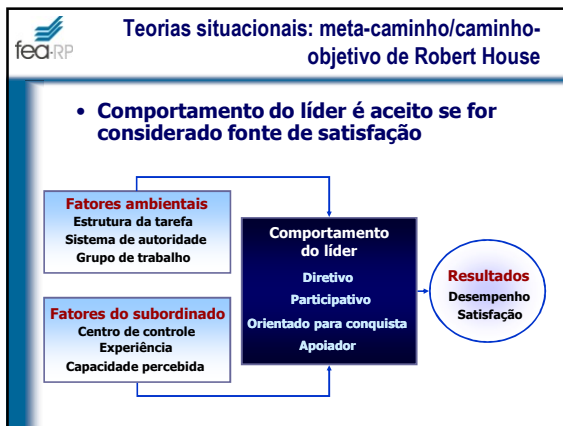 fea-RP
Teorias situacionais: meta-caminho/caminho-
objetivo de Robert House
• Comportamento do líder é aceito se for
considerado fonte de satisfação
Fatores ambientais
Estrutura da tarefa
Sistema de autoridade
Grupo de trabalho
Fatores do subordinado
Centro de controle
Experiência
Capacidade percebida
Comportamento
do líder
Diretivo
Participativo
Orientado para conquista
Apoiador
Resultados
Desempenho
Satisfação